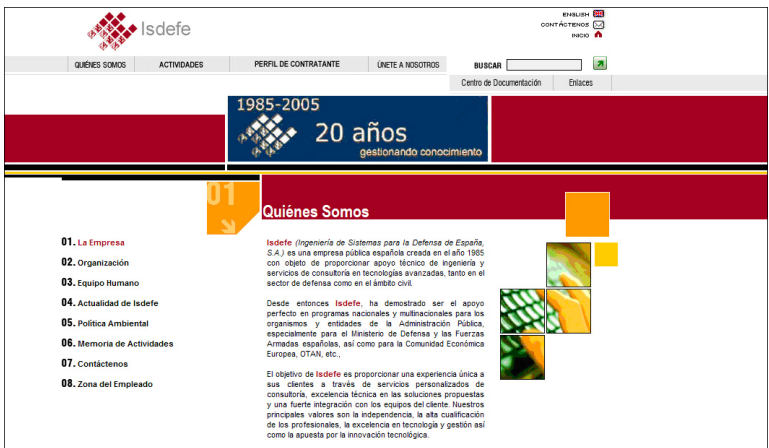 ENGLISH
CONTÁCTENOS
INICIO
Isdefe
QUIÉNES SOMOS ACTIVIDADES PERFIL DE CONTRATANTE ÚNETE A NOSOTROS BUSCAR
Centro de Documentación Enlaces
1985-2005
20 años
gestionando conocimiento
01
Quiénes Somos
01. La Empresa
02. Organización
03. Equipo Humano
04. Actualidad de Isdefe
05. Política Ambiental
06. Memoria de Actividades
07. Contáctenos
08. Zona del Empleado
Isdefe (Ingeniería de Sistemas para la Defensa de España,
S.A.) es una empresa pública española creada en el año 1985
con objeto de proporcionar apoyo técnico de ingeniería y
servicios de consultoría en tecnologías avanzadas, tanto en el
sector de defensa como en el ámbito civil.
Desde entonces Isdefe, ha demostrado ser el apoyo
perfecto en programas nacionales y multinacionales para los
organismos y entidades de la Administración Pública,
especialmente para el Ministerio de Defensa y las Fuerzas
Armadas españolas, así como para la Comunidad Económica
Europea, OTAN, etc.,
El objetivo de Isdefe es proporcionar una experiencia única a
sus clientes a través de servicios personalizados de
consultoría, excelencia técnica en las soluciones propuestas
y una fuerte integración con los equipos del cliente. Nuestros
principales valores son la independencia, la alta cualificación
de los profesionales, la excelencia en tecnología y gestión así
como la apuesta por la innovación tecnológica.